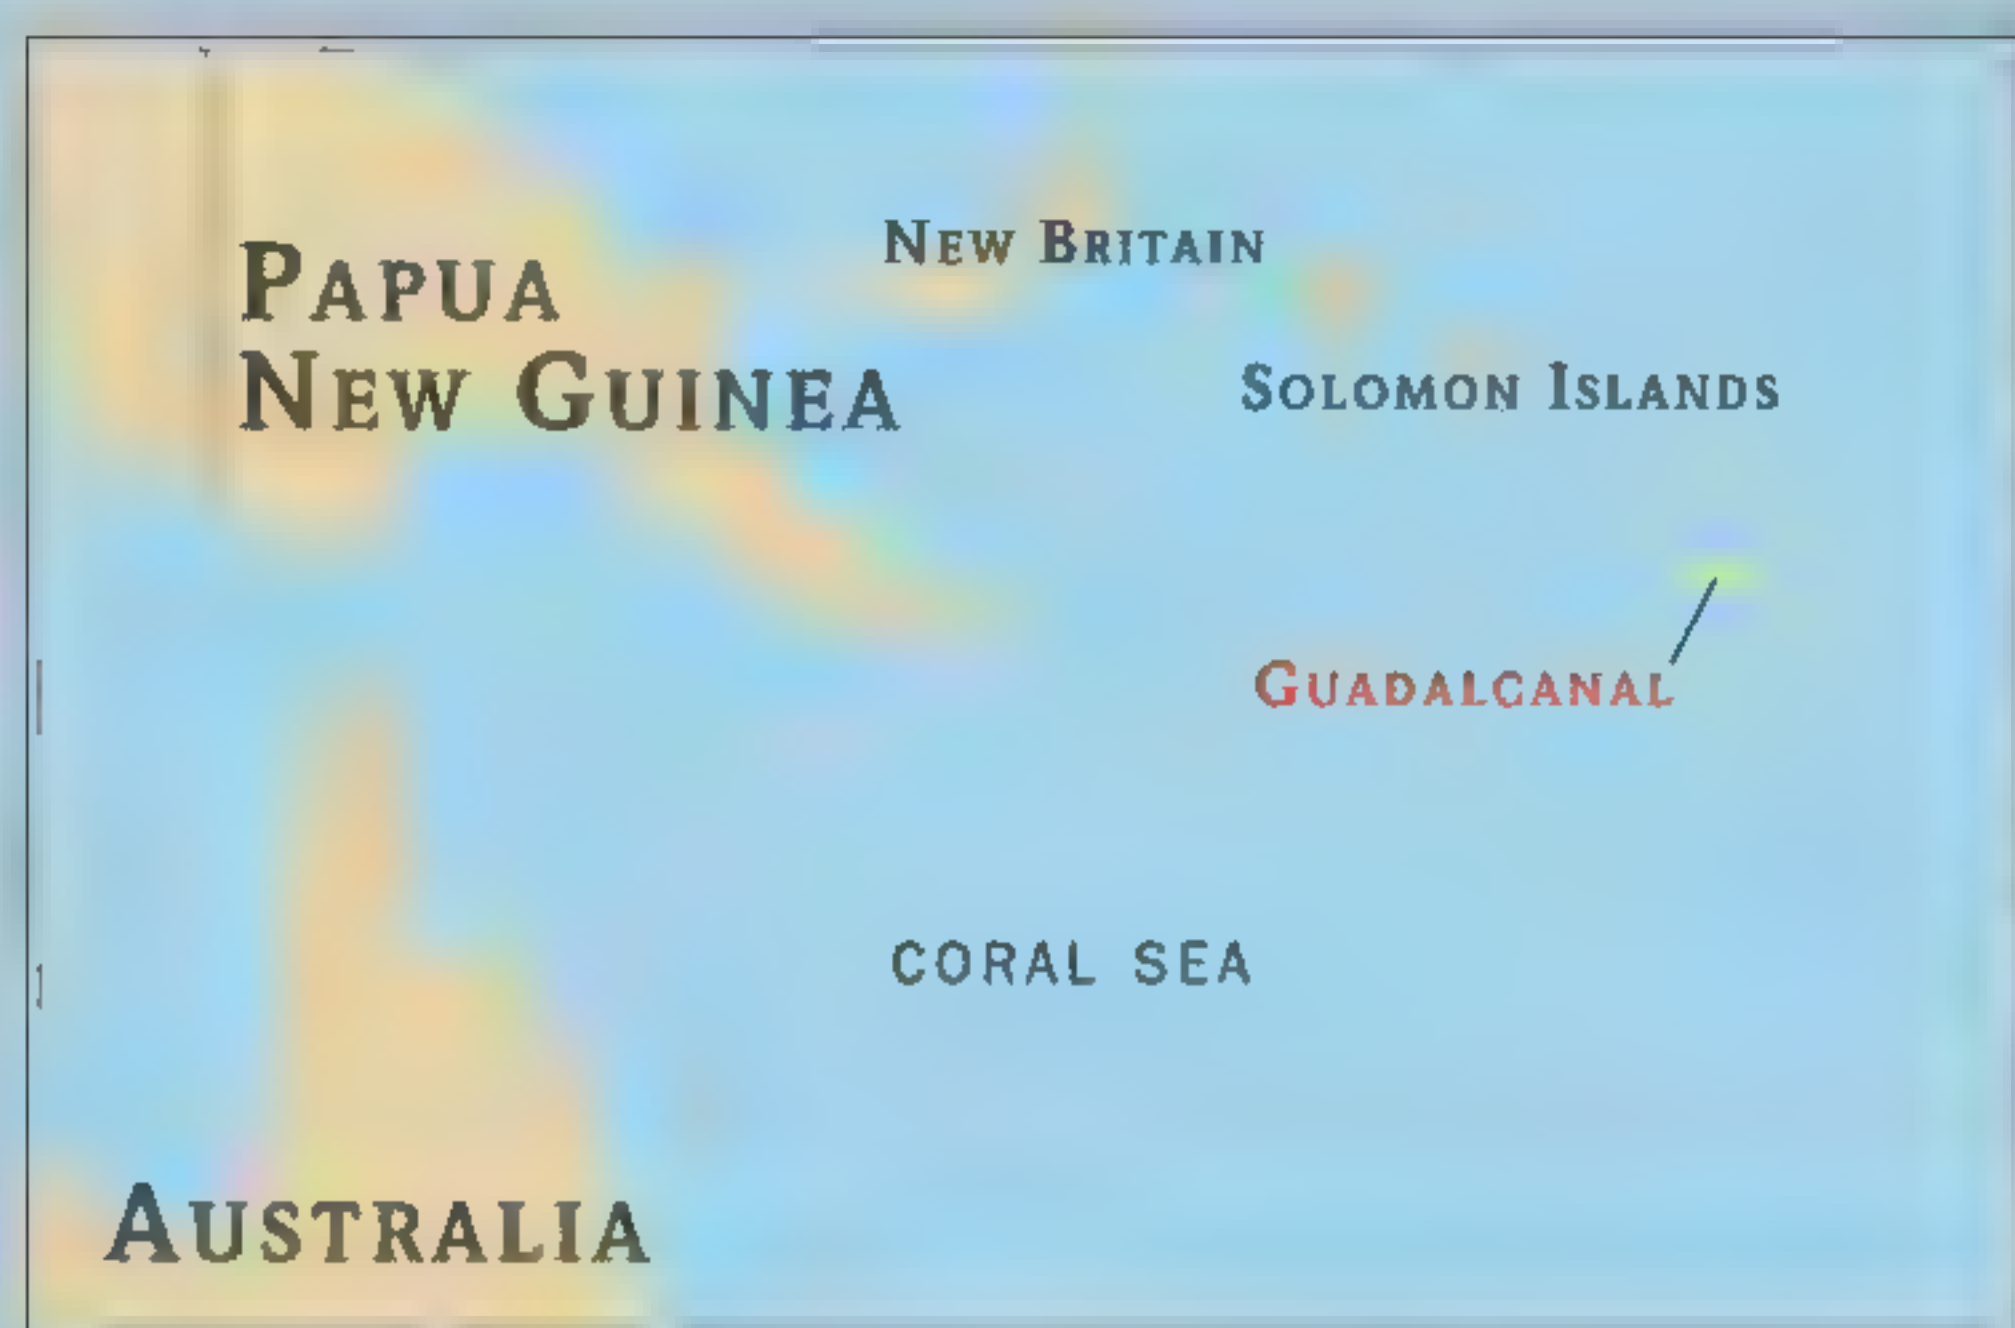 New Britain
Papua
New Guinea
Solomon Islands
Guadalcanal
CORAL SEA
Australia